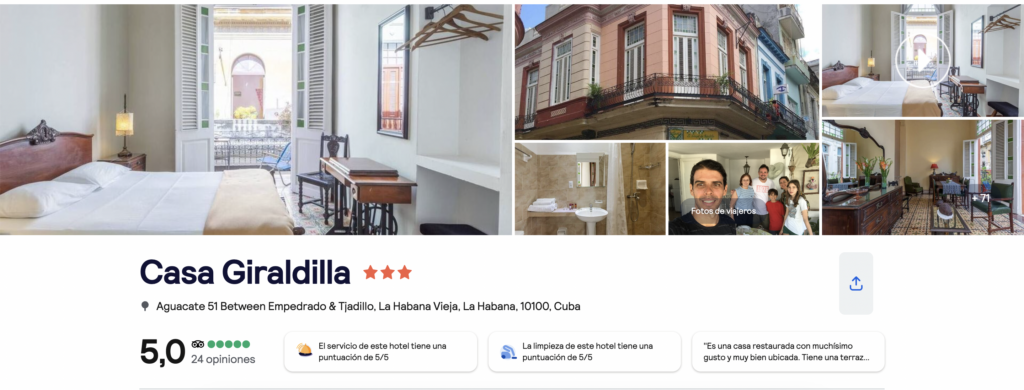 Fotos de viajeros
+ 71
Casa Giraldilla
Aguacate 51 Between Empedrado & Tjadillo, La Habana Vieja, La Habana, 10100, Cuba
5,0
24 opiniones
El servicio de este hotel tiene una
puntuación de 5/5
La limpieza de este hotel tiene una
puntuación de 5/5
"Es una casa restaurada con muchísimo
gusto y muy bien ubicada. Tiene una terraz...